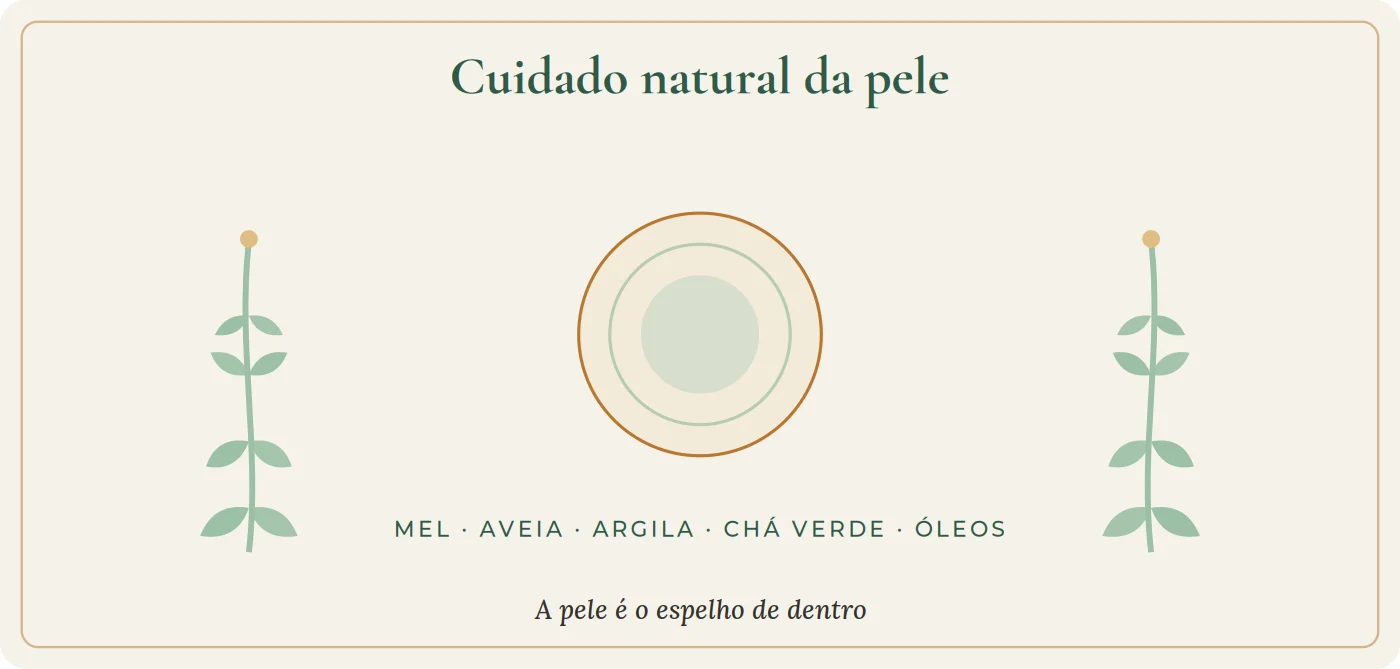 Cuidado natural da pele
MEL · AVEIA · ARGILA · CHÁ VERDE · ÓLEOS
A pele é o espelho de dentro